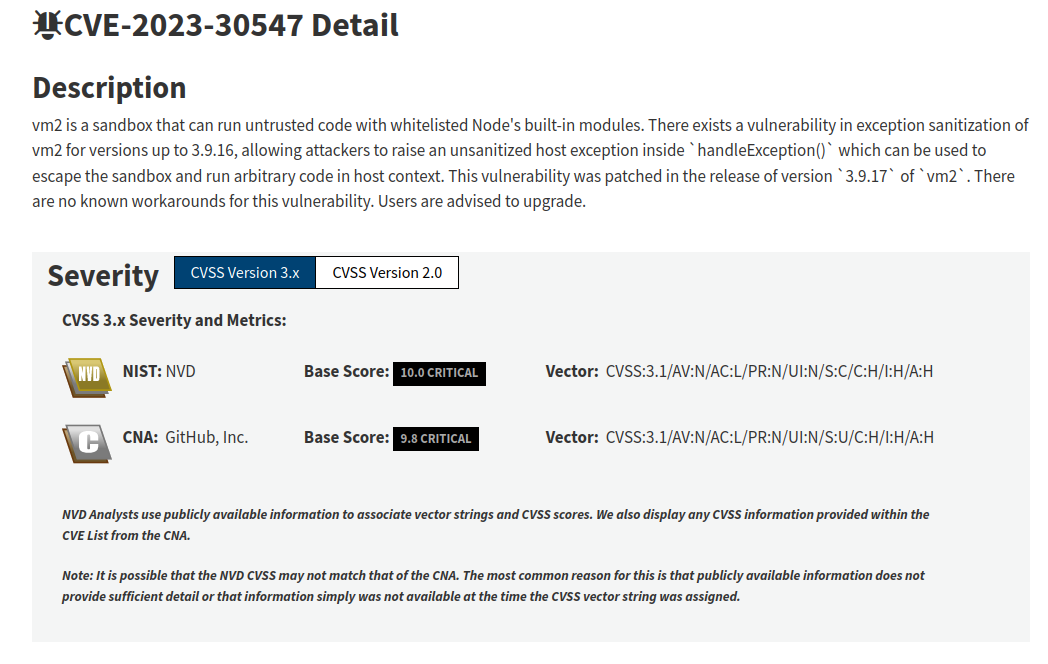 CVE-2023-30547 Detail
Description
vm2 is a sandbox that can run untrusted code with whitelisted Node's built-in modules. There exists a vulnerability in exception sanitization of
vm2 for versions up to 3.9.16, allowing attackers to raise an unsanitized host exception inside `handleException()` which can be used to
escape the sandbox and run arbitrary code in host context. This vulnerability was patched in the release of version `3.9.17` of `vm2`. There
are no known workarounds for this vulnerability. Users are advised to upgrade.
Severity CVSS Version 3.x CVSS Version 2.0
CVSS 3.x Severity and Metrics:
NVD NIST: NVD Base Score: 10.0 CRITICAL Vector: CVSS:3.1/AV:N/AC:L/PR:N/UI:N/S:C/C:H/I:H/A:H
C CNA: GitHub, Inc. Base Score: 9.8 CRITICAL Vector: CVSS:3.1/AV:N/AC:L/PR:N/UI:N/S:U/C:H/I:H/A:H
NVD Analysts use publicly available information to associate vector strings and CVSS scores. We also display any CVSS information provided within the
CVE List from the CNA.
Note: It is possible that the NVD CVSS may not match that of the CNA. The most common reason for this is that publicly available information does not
provide sufficient detail or that information simply was not available at the time the CVSS vector string was assigned.